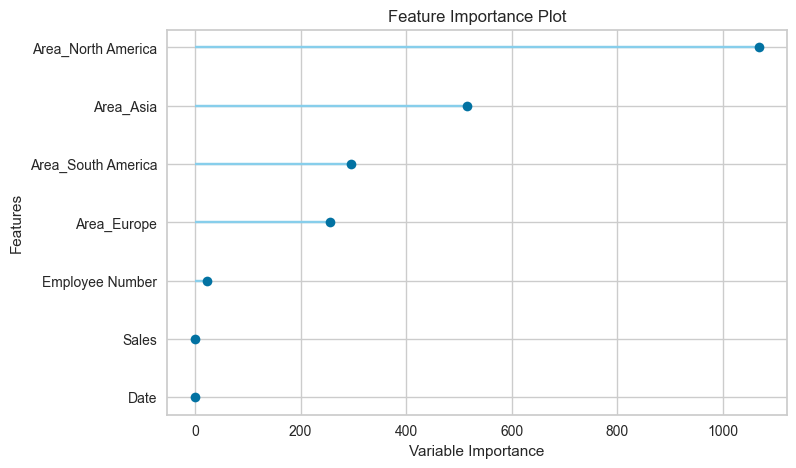 Feature Importance Plot
Area_North America
Area_Asia
Area_South America
Area_Europe
Employee Number
Sales
Date
Features
0 200 400 600 800 1000
Variable Importance